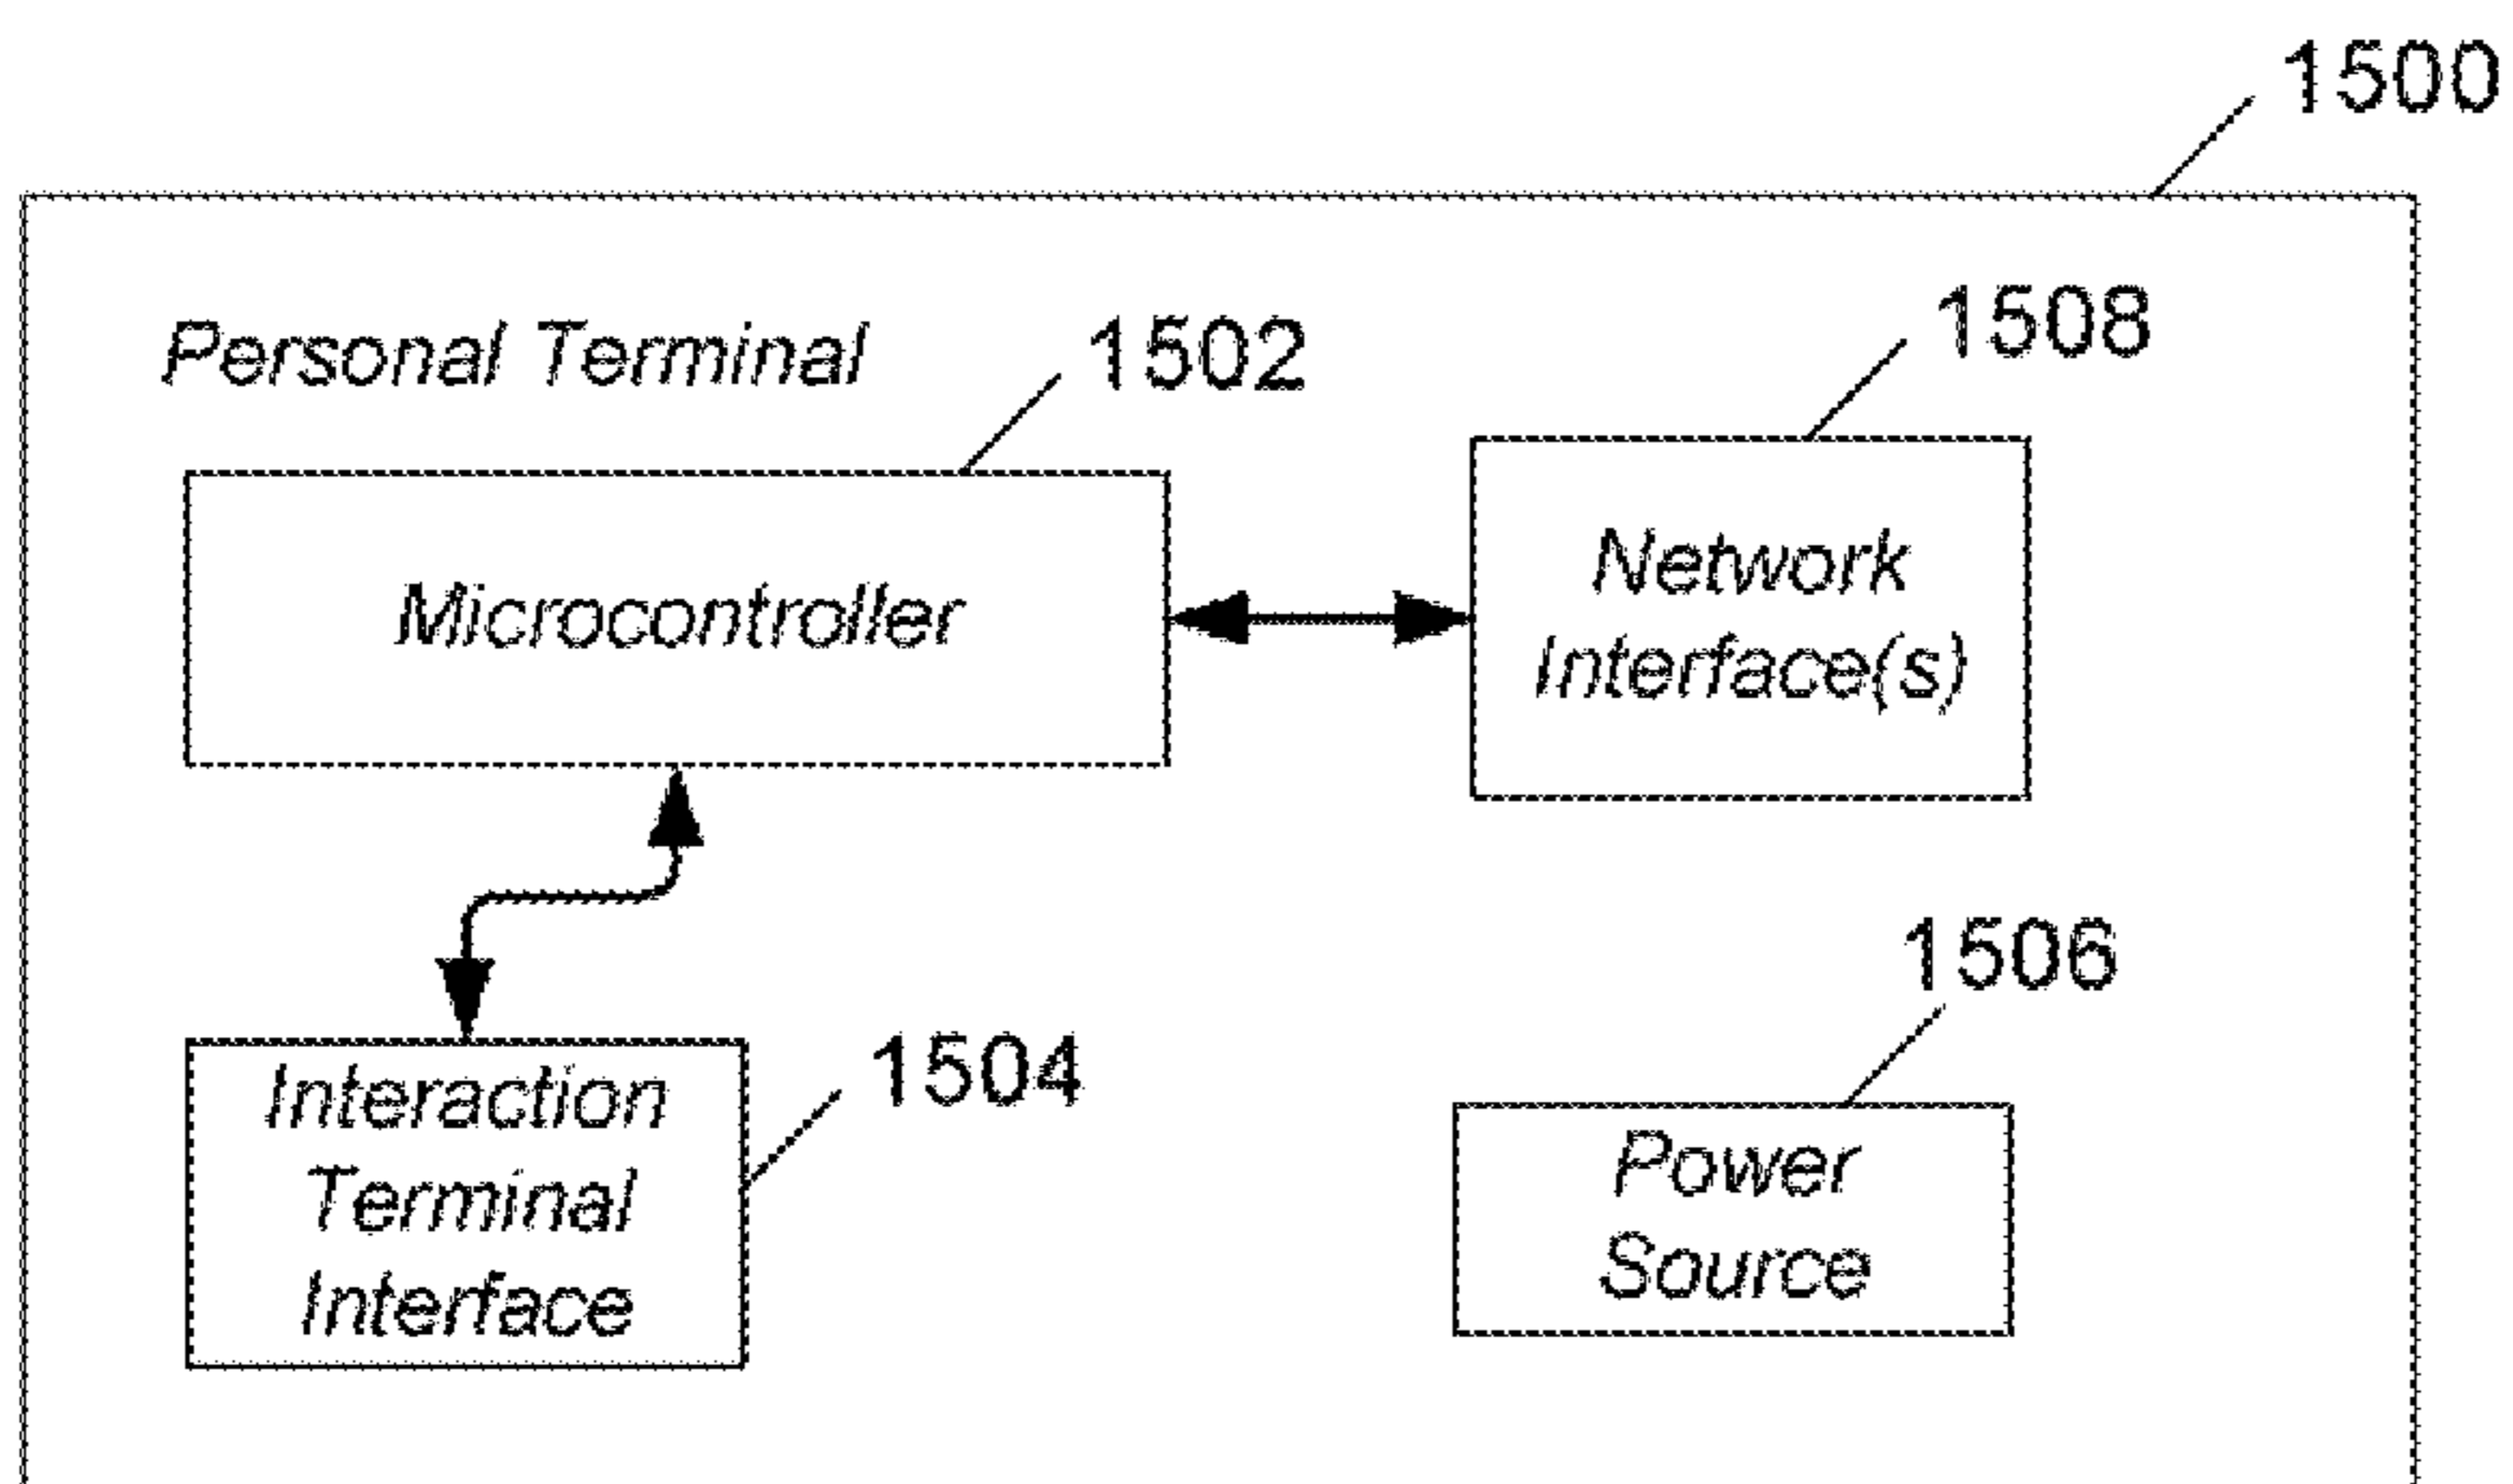 1500
Personal Terminal
1502
1508
Microcontroller
Network
Interface(s)
1506
1504
Interaction
Terminal
Interface
Power
Source